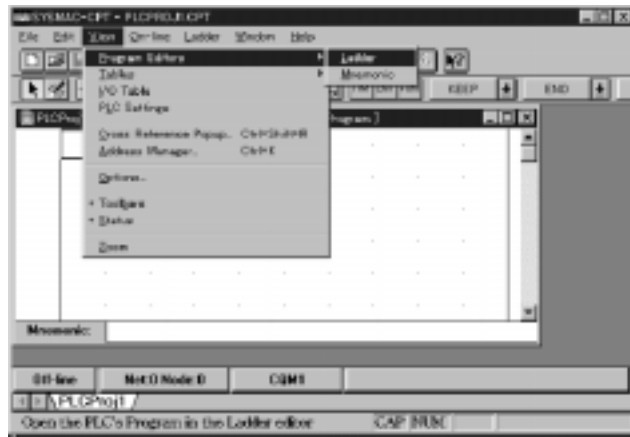 SYSMAC-CPT - PLCPROJ1.CPT
File Edit View On-line Ladder Window Help
Program Editors
Ladder
Tables
Mnemonic
I/O Table
PLC Settings
KEEP
END
Cross Reference Popup.. Ctrl+Shift+R
Address Manager.. Ctrl+E
Options..
Toolbars
Status
Zoom
Mnemonic:
Off-line Net:0 Node:0 CQM1
PLCProj1
Open the PLC's Program in the Ladder editor CAP NUM